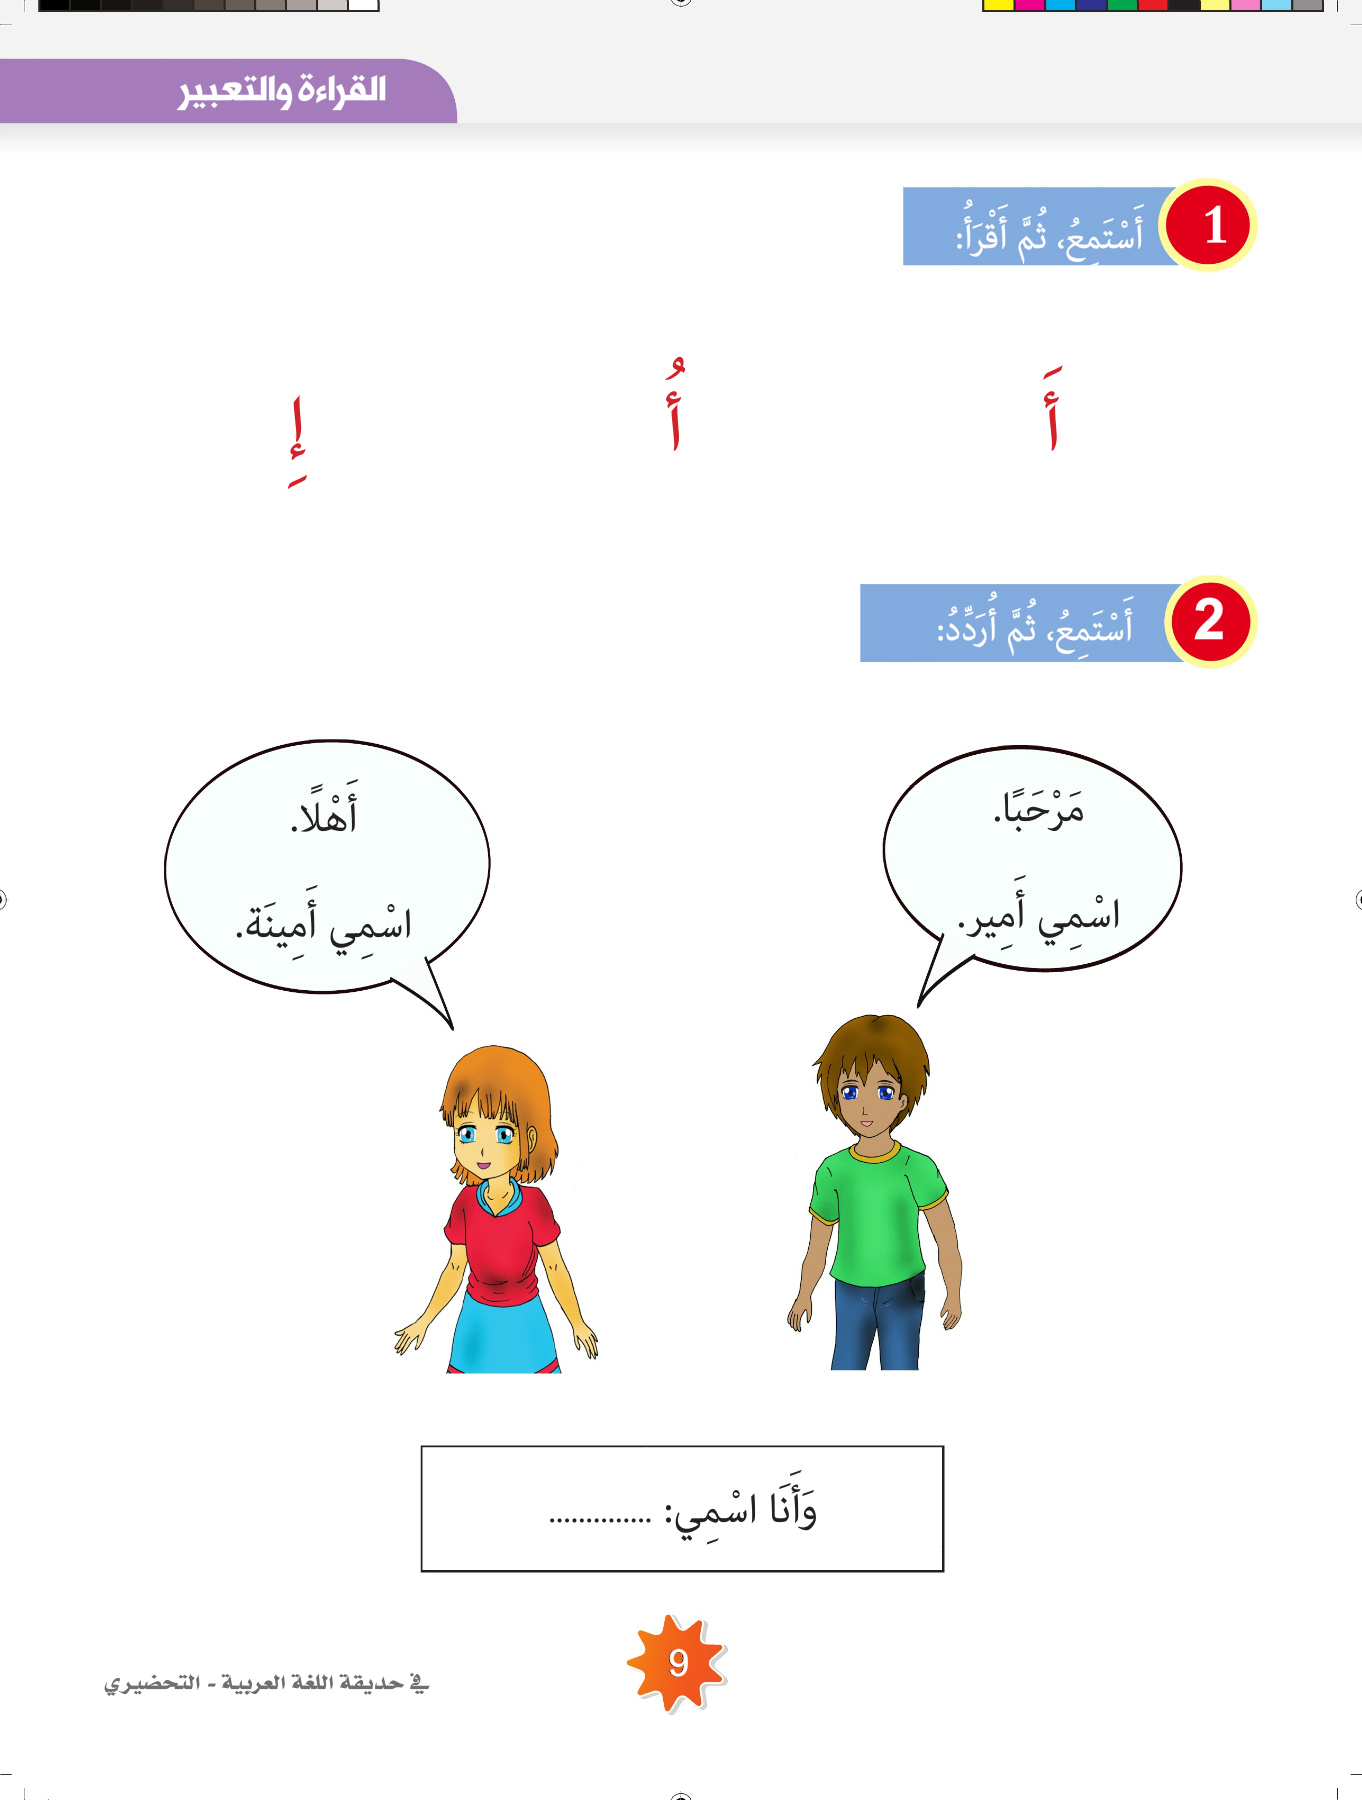 القراءة والتعبير
1
أَسْتَمِعُ، ثُمَّ أَقْرَأُ:
أَ أُ إِ
2
أَسْتَمِعُ، ثُمَّ أُرَدِّدُ:
مَرْحَبًا.
اسْمِي أَمِير.
أَهْلًا.
اسْمِي أَمِينَة.
وَأَنَا اسْمِي: ..............
9
في حديقة اللغة العربية - التحضيري